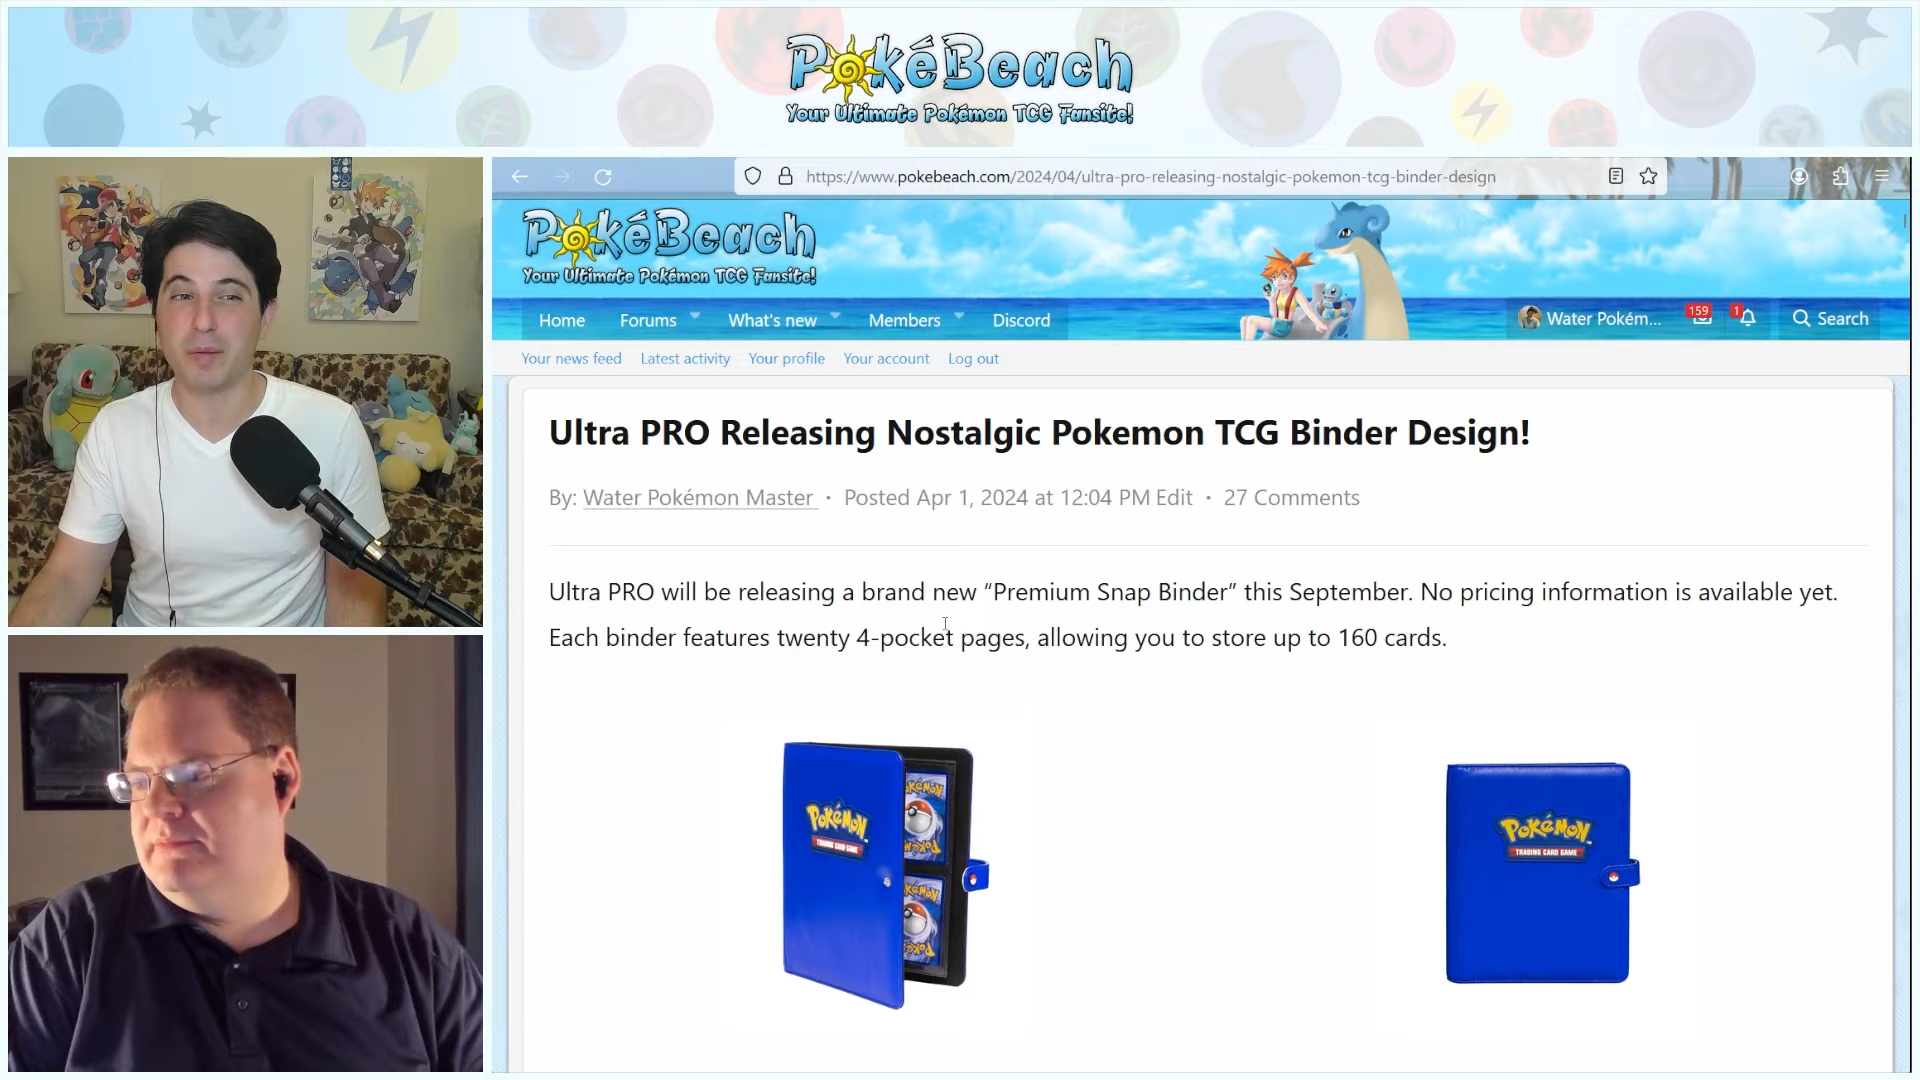 PokéBeach
Your Ultimate Pokémon TCG Fansite!
https://www.pokebeach.com/2024/04/ultra-pro-releasing-nostalgic-pokemon-tcg-binder-design
PokéBeach
Your Ultimate Pokémon TCG Fansite!
Home Forums What's new Members Discord
Water Pokém... 159 1 Search
Your news feed Latest activity Your profile Your account Log out
Ultra PRO Releasing Nostalgic Pokemon TCG Binder Design!
By: Water Pokémon Master · Posted Apr 1, 2024 at 12:04 PM Edit · 27 Comments
Ultra PRO will be releasing a brand new “Premium Snap Binder” this September. No pricing information is available yet.
Each binder features twenty 4-pocket pages, allowing you to store up to 160 cards.
Pokémon
TRADING CARD GAME
Pokémon
TRADING CARD GAME